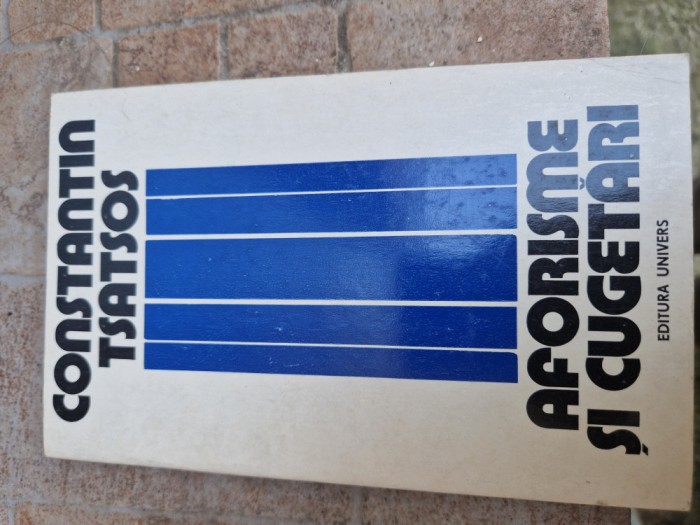 CONSTANTIN
TSATSOS
AFORISME
ȘI CUGETĂRI
EDITURA UNIVERS